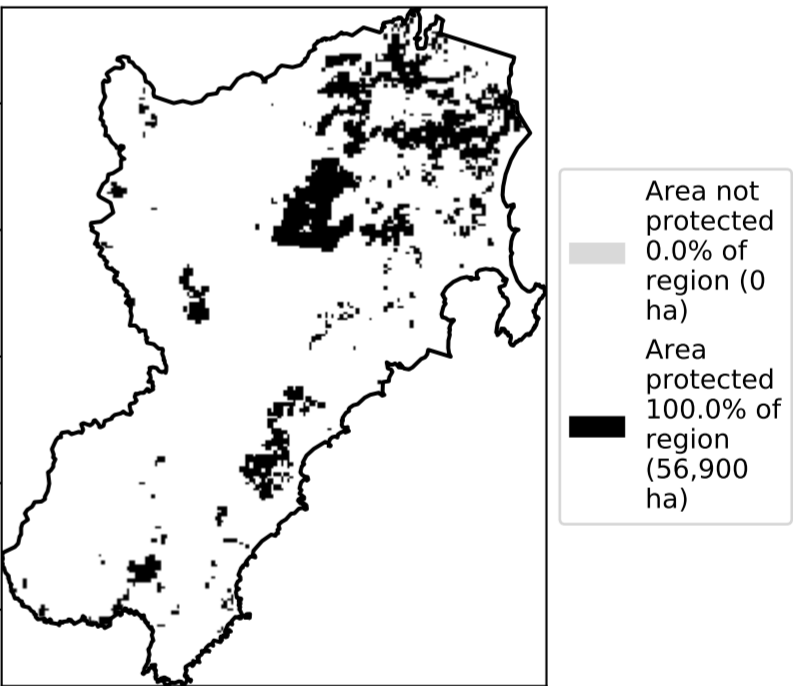 Area not
protected
0.0% of
region (0
ha)
Area
protected
100.0% of
region
(56,900
ha)